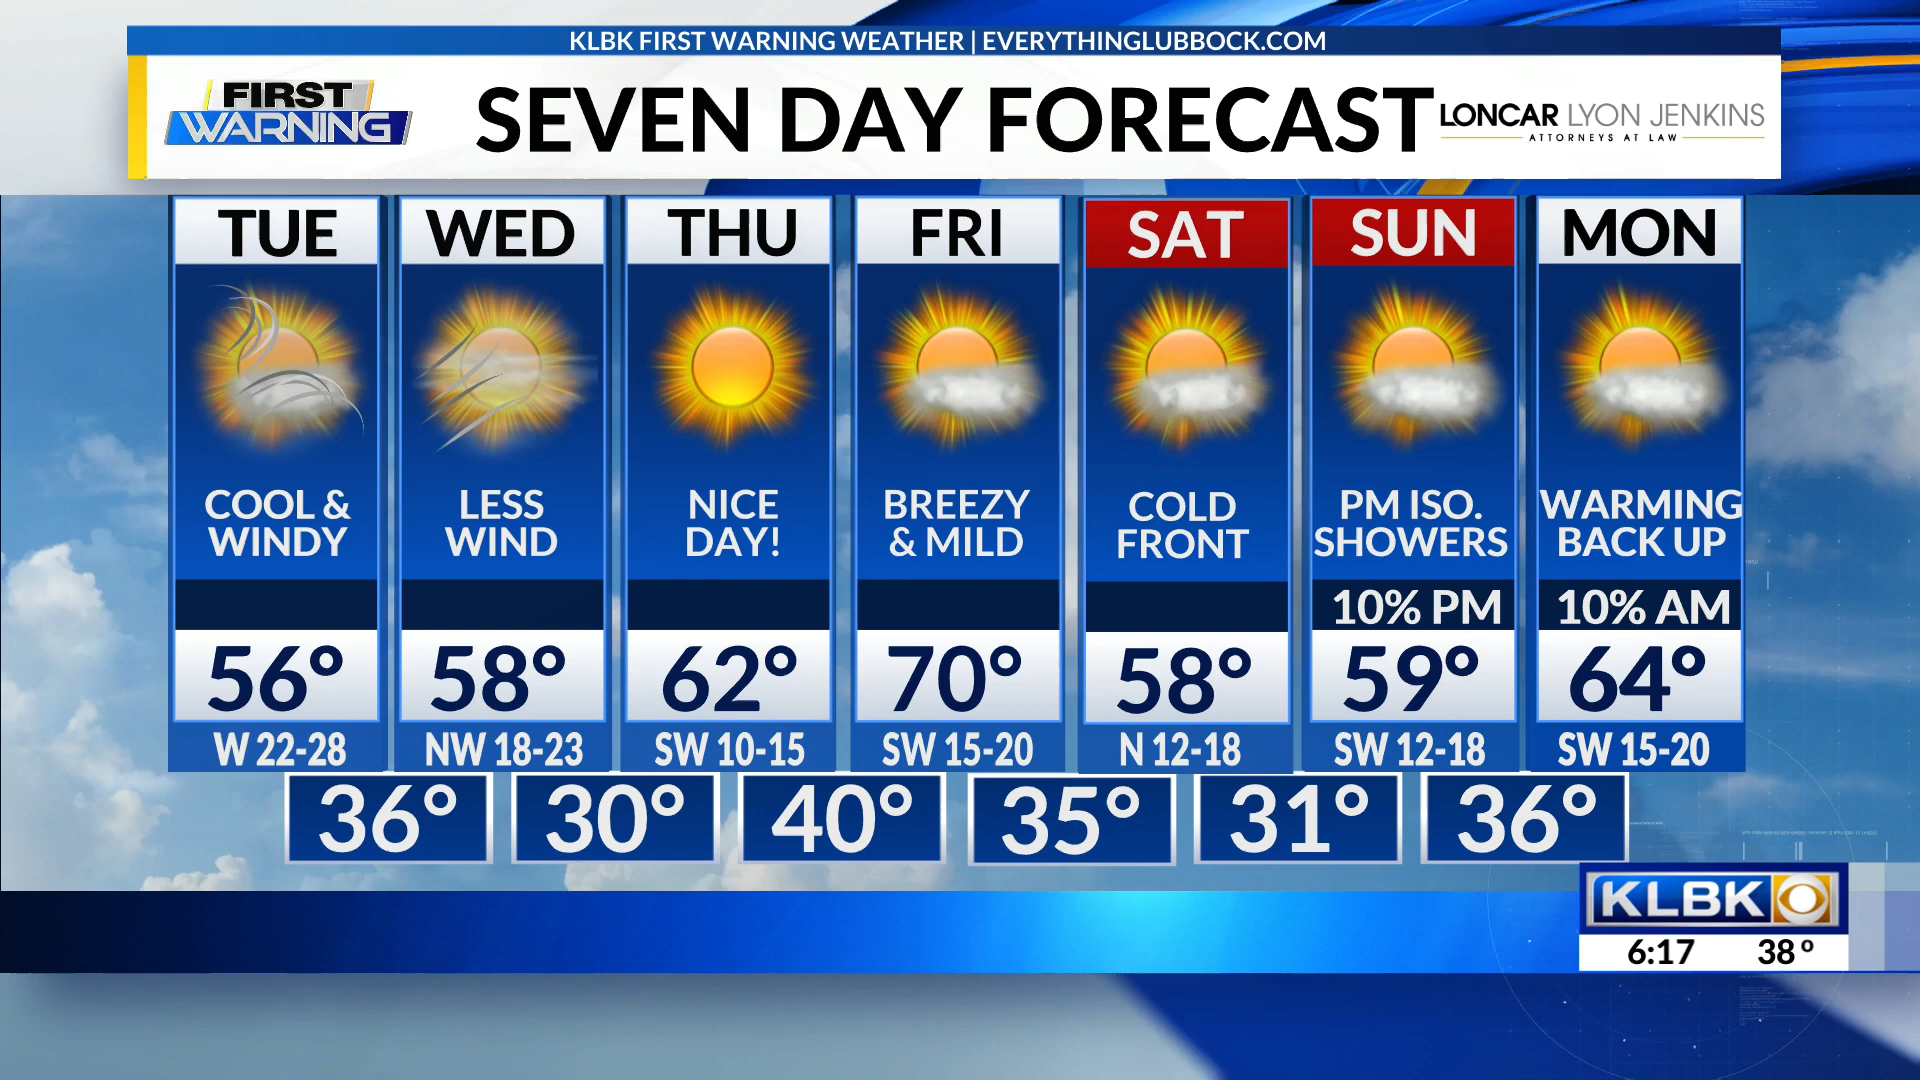 KLBK FIRST WARNING WEATHER | EVERYTHINGLUBBOCK.COM
FIRST
WARNING
SEVEN DAY FORECAST
LONCAR LYON JENKINS
ATTORNEYS AT LAW
TUE
COOL &
WINDY
56°
W 22-28
WED
LESS
WIND
58°
NW 18-23
THU
NICE
DAY!
62°
SW 10-15
FRI
BREEZY
& MILD
70°
SW 15-20
SAT
COLD
FRONT
58°
N 12-18
SUN
PM ISO.
SHOWERS
10% PM
59°
SW 12-18
MON
WARMING
BACK UP
10% AM
64°
SW 15-20
36° 30° 40° 35° 31° 36°
KLBK
6:17 38°